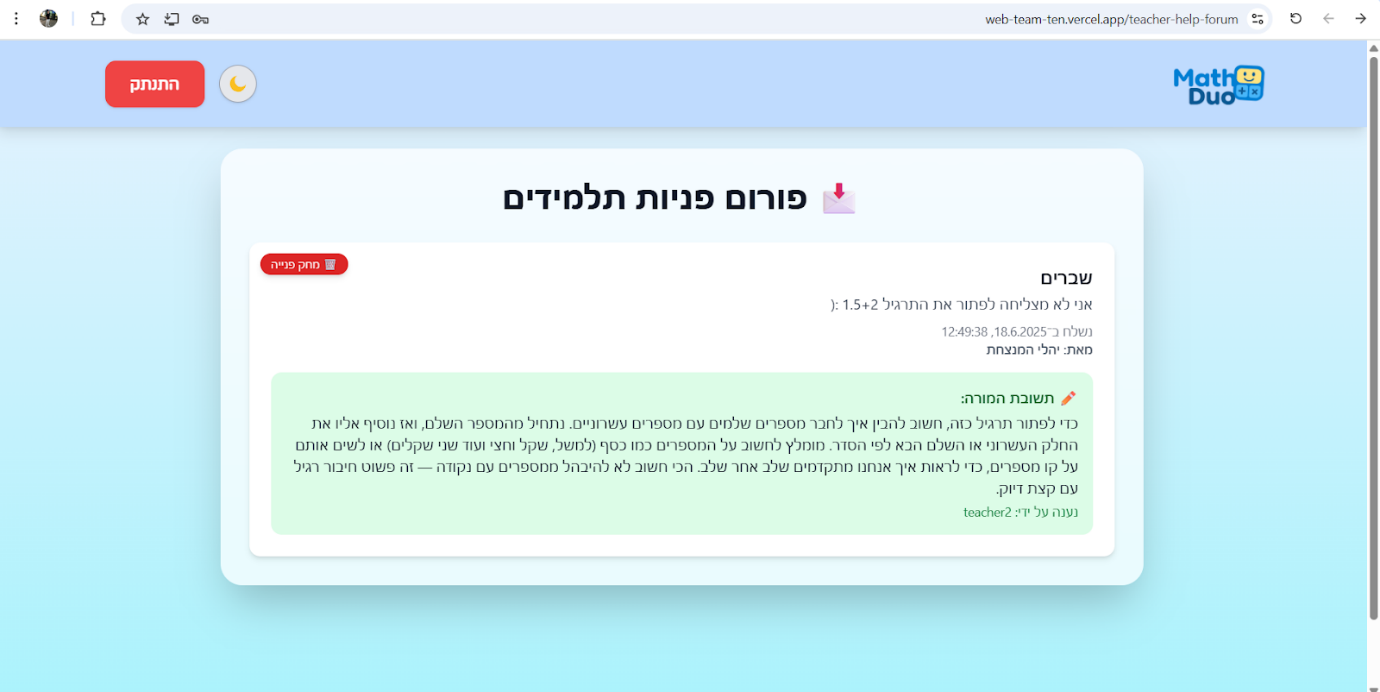 web-team-ten.vercel.app/teacher-help-forum
Math
Duo
התנתק
פורום פניות תלמידים
מחק פנייה
שברים
אני לא מצליחה לפתור את התרגיל 1.5+2 :(
נשלח ב־18.6.2025, 12:49:38
מאת: יהלי המנצחת
תשובת המורה:
כדי לפתור תרגיל כזה, חשוב להבין איך לחבר מספרים שלמים עם מספרים עשרוניים. נתחיל מהמספר השלם, ואז נוסיף אליו את
החלק העשרוני או השלם הבא לפי הסדר. מומלץ לחשוב על המספרים כמו כסף (למשל, שקל וחצי ועוד שני שקלים) או לשים אותם
על קו מספרים, כדי לראות איך אנחנו מתקדמים שלב אחר שלב. הכי חשוב לא להיבהל ממספרים עם נקודה — זה פשוט חיבור רגיל
עם קצת דיוק.
נענה על ידי: teacher2